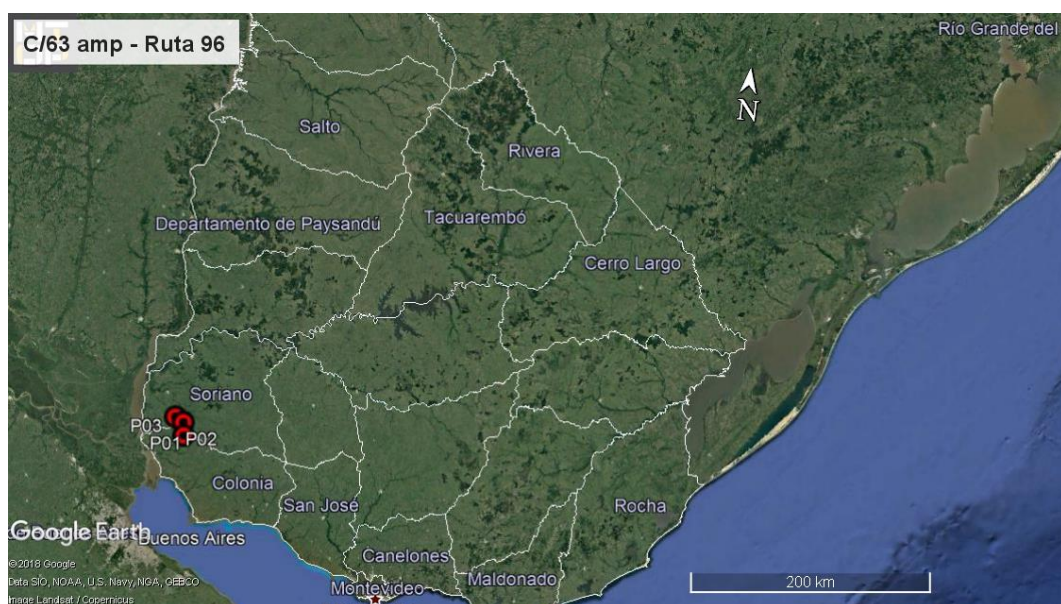 C/63 amp - Ruta 96
Río Grande del
N
Salto
Rivera
Departamento de Paysandú
Tacuarembó
Cerro Largo
Soriano
P03
P01
P02
Colonia
San José
Rocha
Google Earth
Buenos Aires
Canelones
Maldonado
Montevideo
200 km
©2018 Google
Data SIO, NOAA, U.S. Navy, NGA, GEBCO
Image Landsat / Copernicus